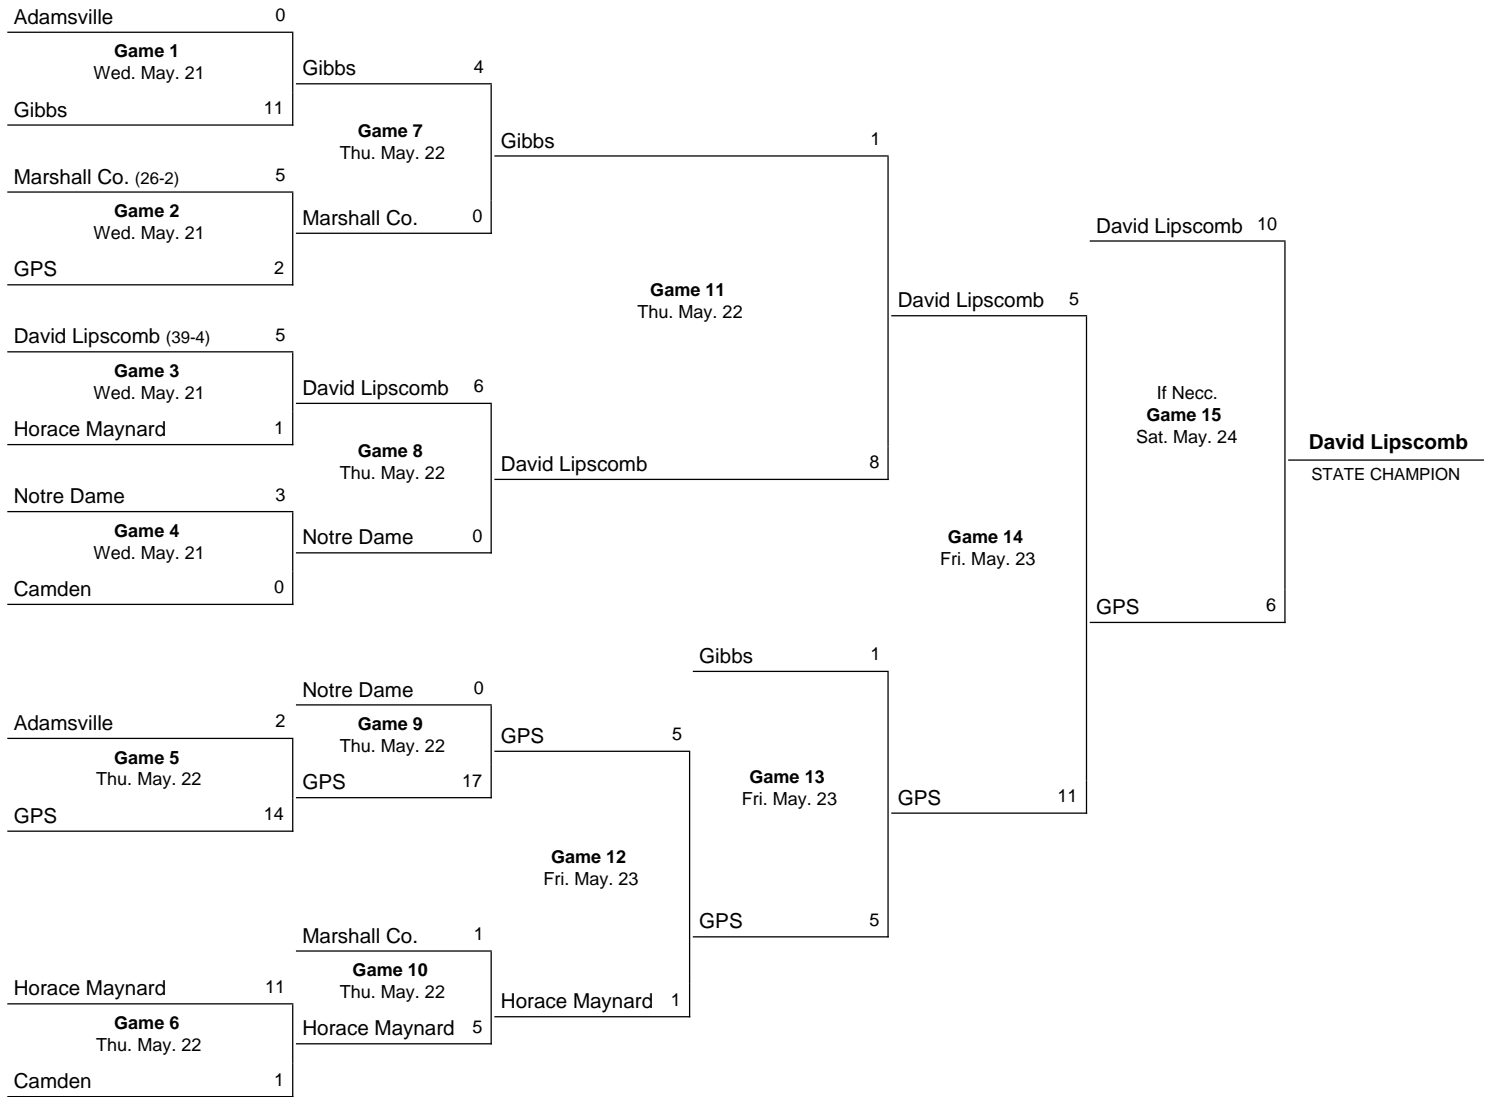 Adamsville 0
Game 1
Wed. May. 21
Gibbs 11
Marshall Co. (26-2) 5
Game 2
Wed. May. 21
GPS 2
David Lipscomb (39-4) 5
Game 3
Wed. May. 21
Horace Maynard 1
Notre Dame 3
Game 4
Wed. May. 21
Camden 0
Adamsville 2
Game 5
Thu. May. 22
GPS 14
Horace Maynard 11
Game 6
Thu. May. 22
Camden 1
Gibbs 4
Game 7
Thu. May. 22
Marshall Co. 0
David Lipscomb 6
Game 8
Thu. May. 22
Notre Dame 0
Notre Dame 0
Game 9
Thu. May. 22
GPS 17
Marshall Co. 1
Game 10
Thu. May. 22
Horace Maynard 5
Gibbs 1
Game 11
Thu. May. 22
David Lipscomb 8
GPS 5
Game 12
Fri. May. 23
Horace Maynard 1
Gibbs 1
Game 13
Fri. May. 23
GPS 5
David Lipscomb 5
Game 14
Fri. May. 23
GPS 11
David Lipscomb 10
If Necc.
Game 15
Sat. May. 24
GPS 6
David Lipscomb
STATE CHAMPION